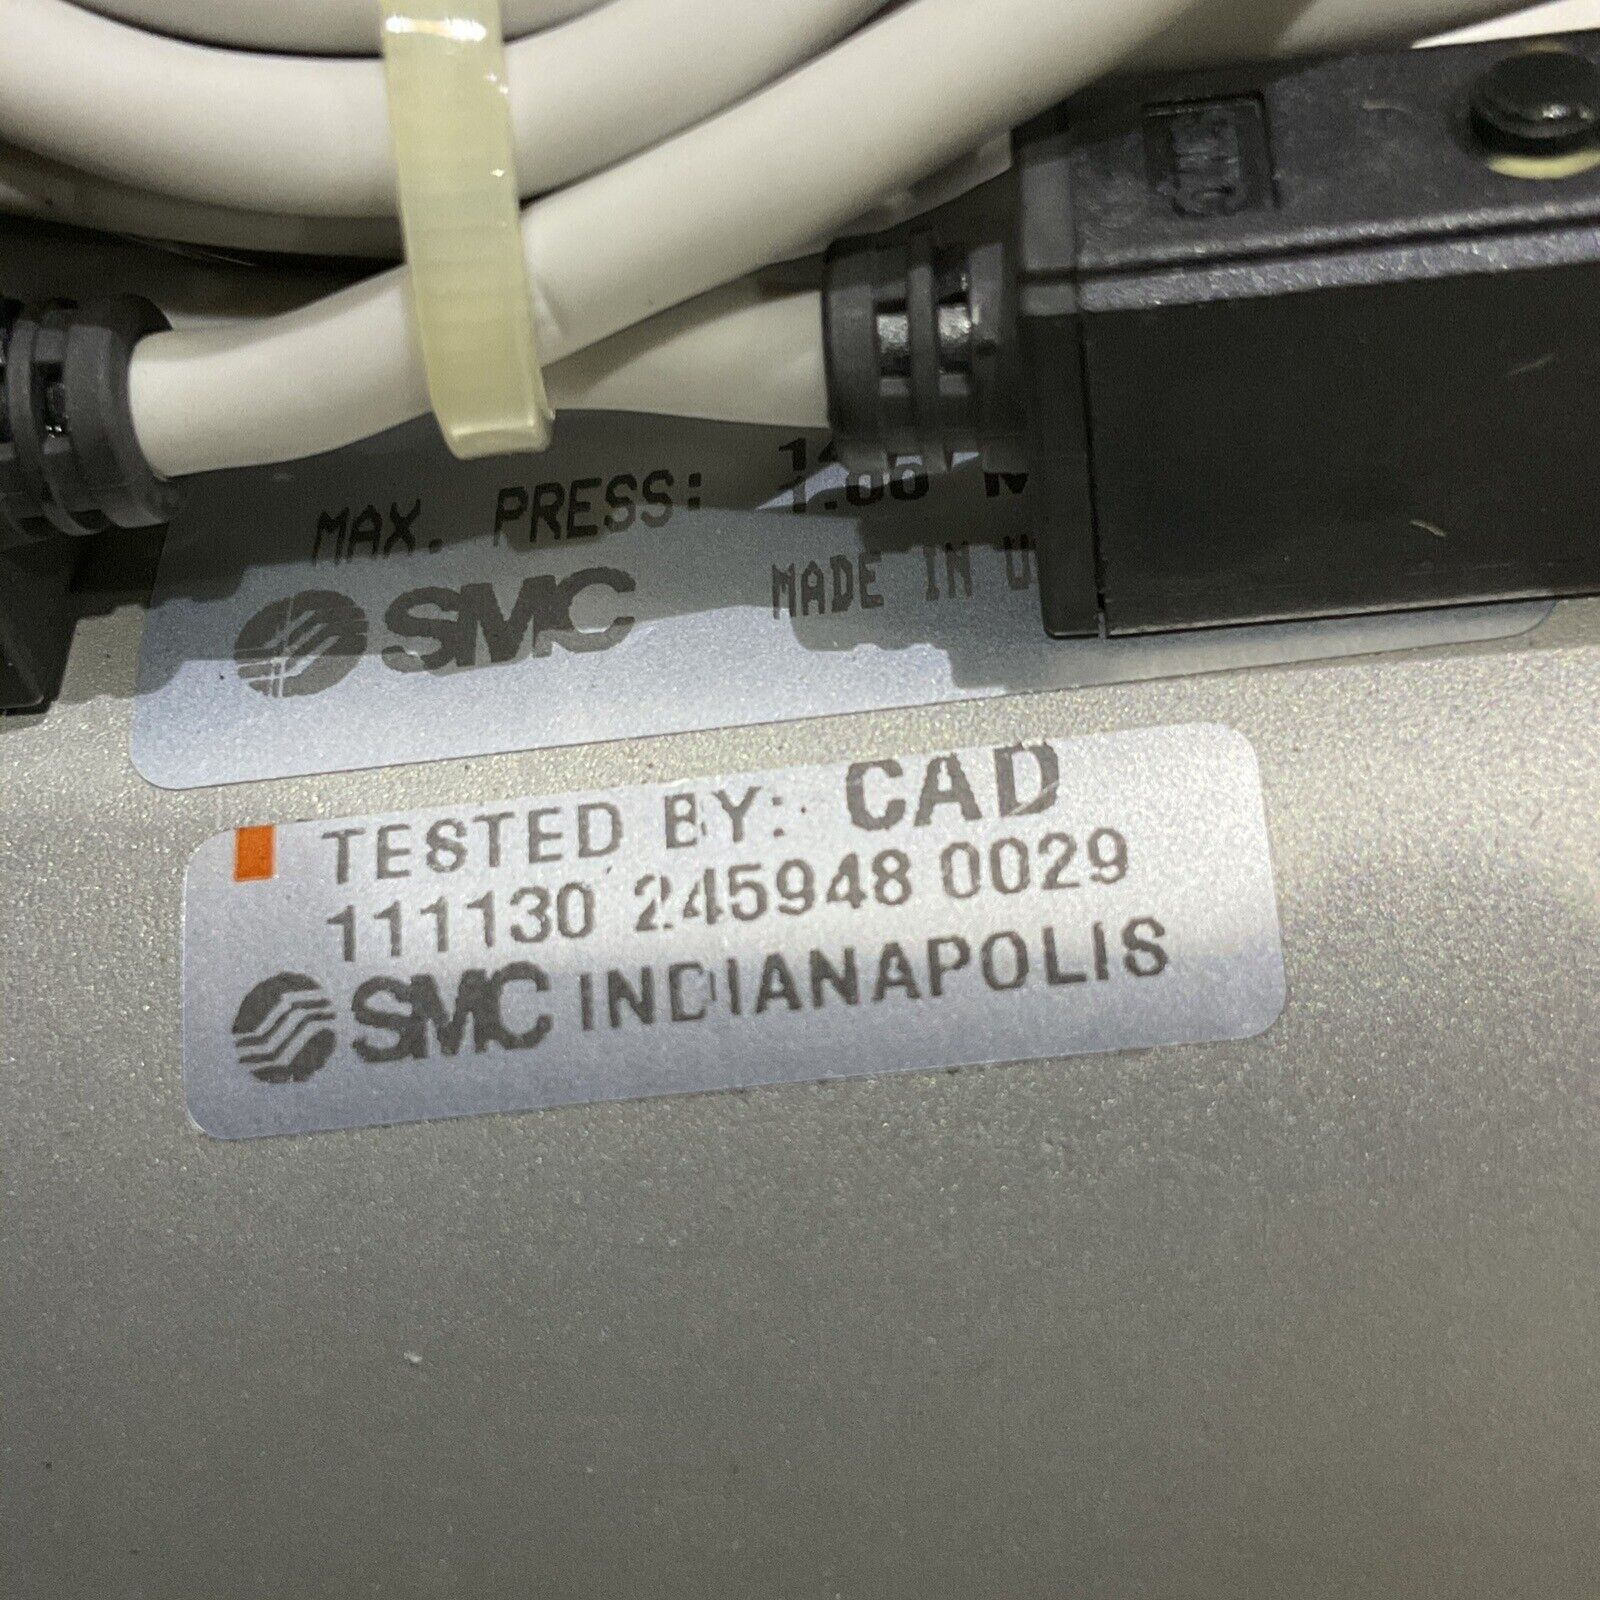 MAX. PRESS:
MADE IN U
SMC
TESTED BY: CAD
111130 245948 0029
SMC INDIANAPOLIS